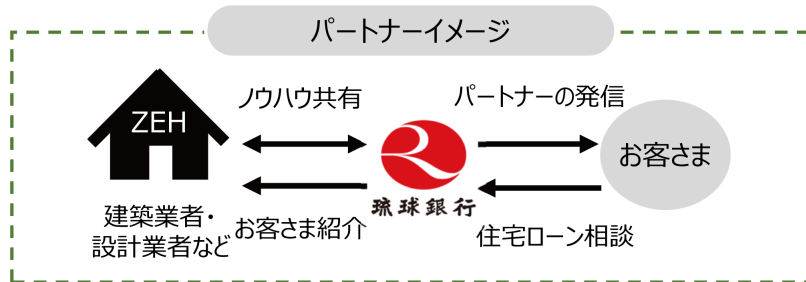 パートナーイメージ
ノウハウ共有
パートナーの発信
ZEH
お客さま
琉球銀行
建築業者・
設計業者など
お客さま紹介
住宅ローン相談